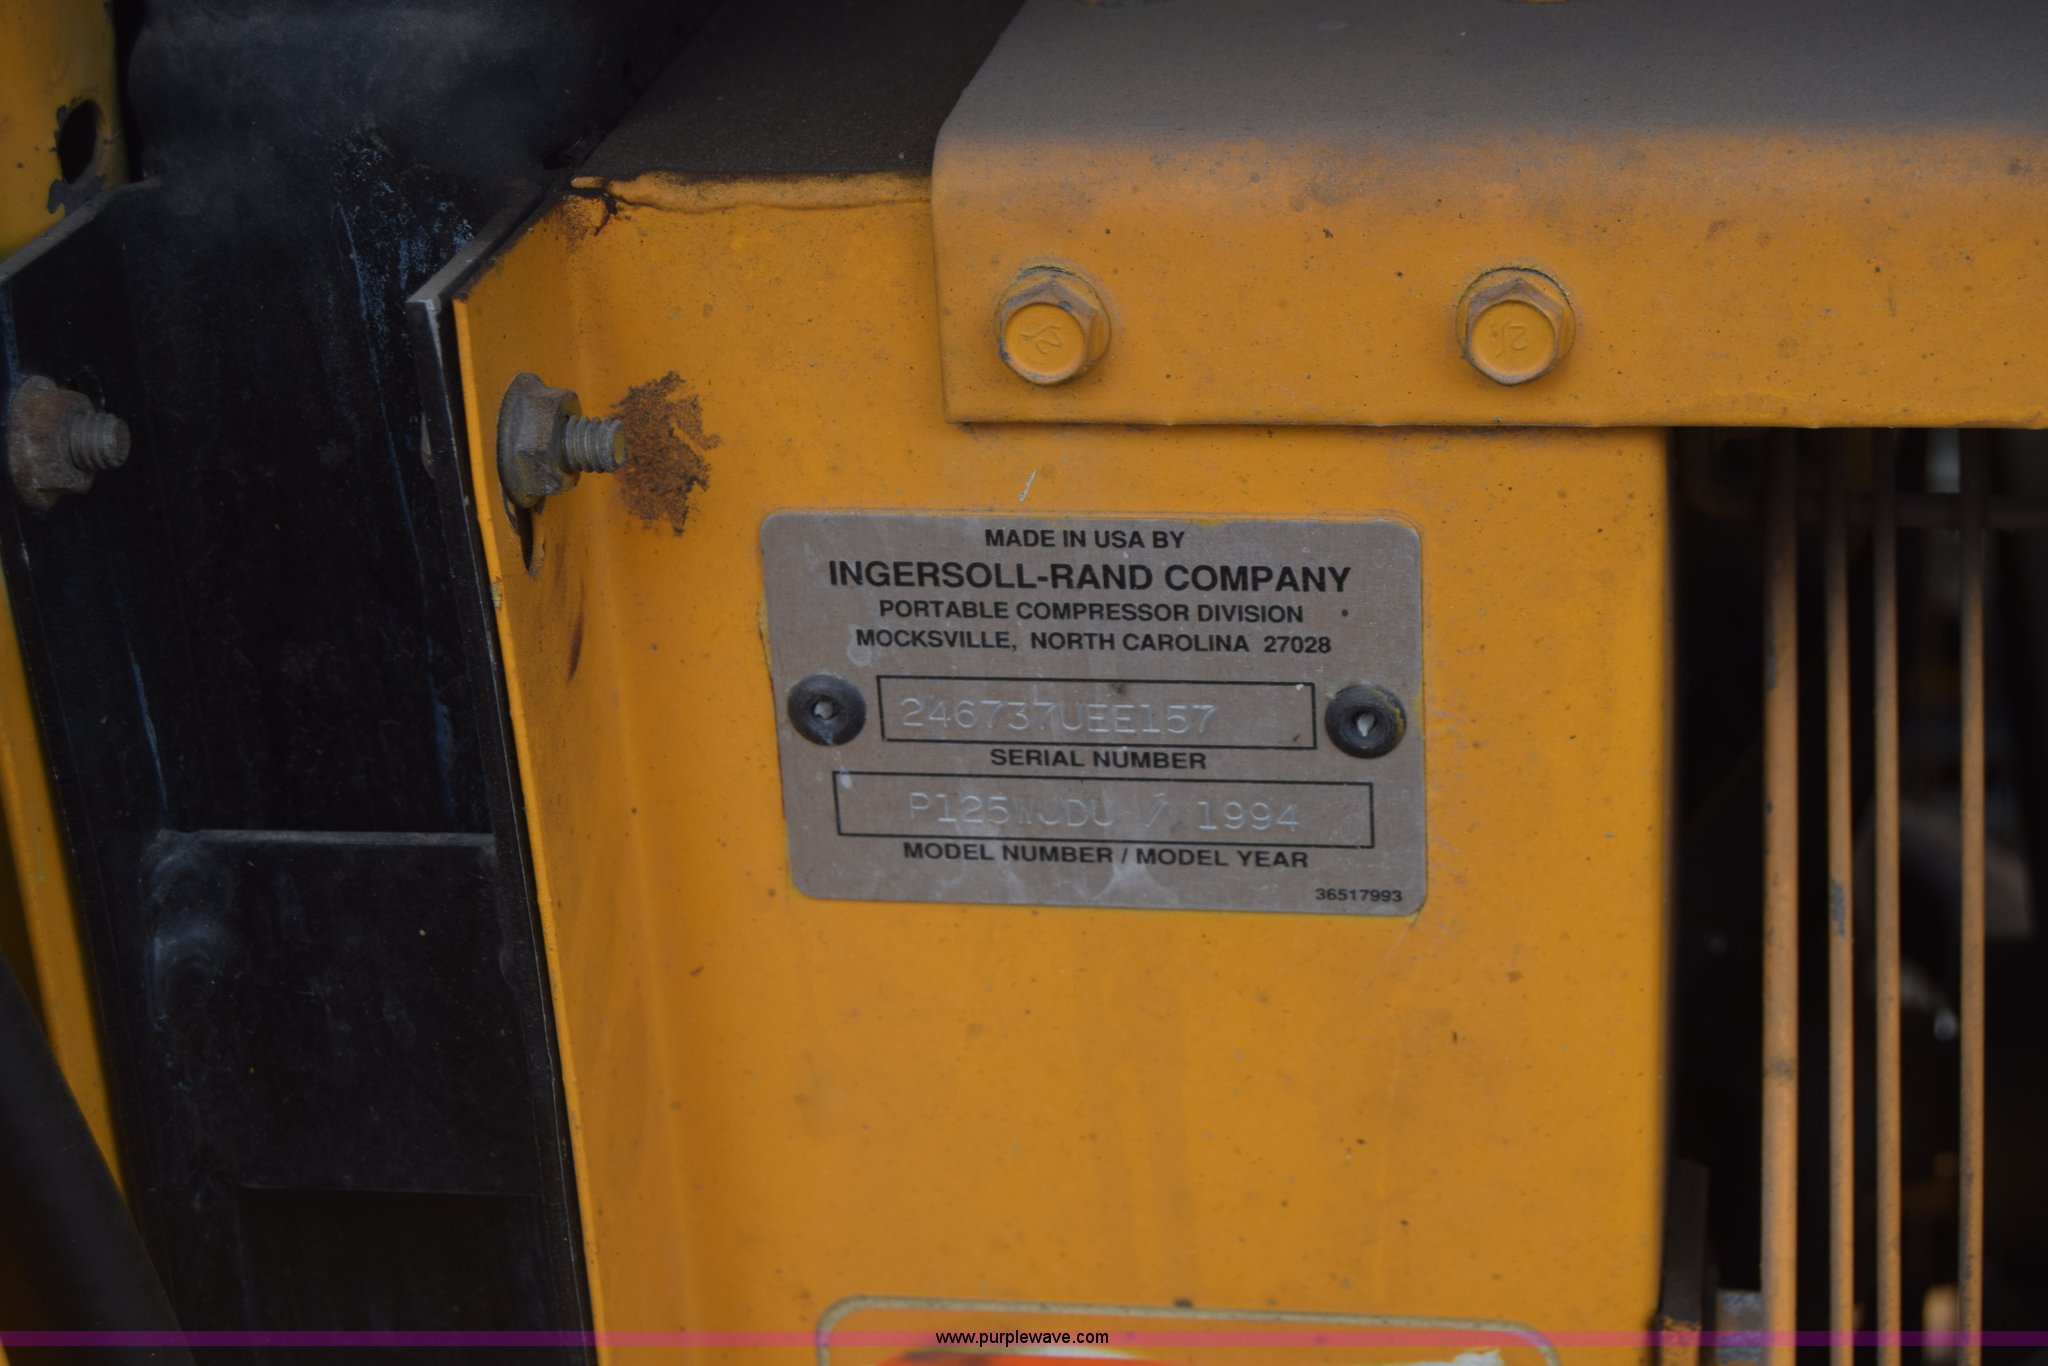 MADE IN USA BY
INGERSOLL-RAND COMPANY
PORTABLE COMPRESSOR DIVISION
MOCKSVILLE, NORTH CAROLINA 27028
246737UEE157
SERIAL NUMBER
P125WJDU / 1994
MODEL NUMBER / MODEL YEAR
36517993
www.purplewave.com